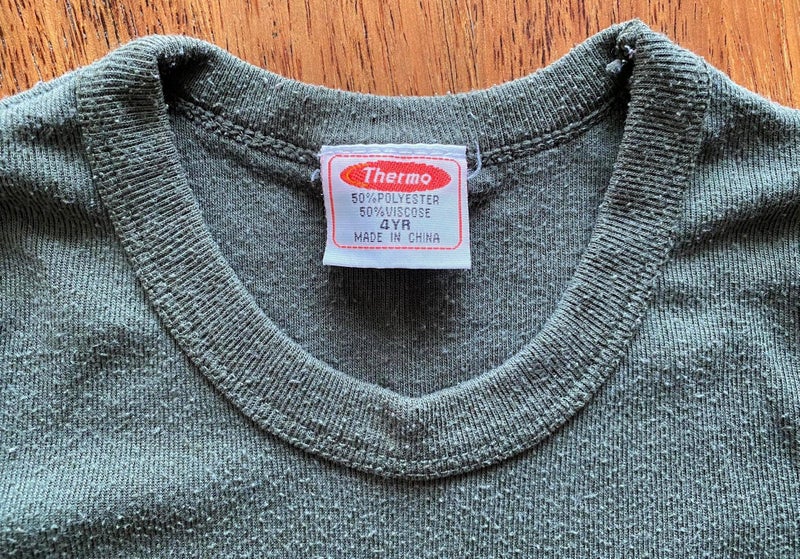 Thermo
50%POLYESTER
50%VISCOSE
4YR
MADE IN CHINA